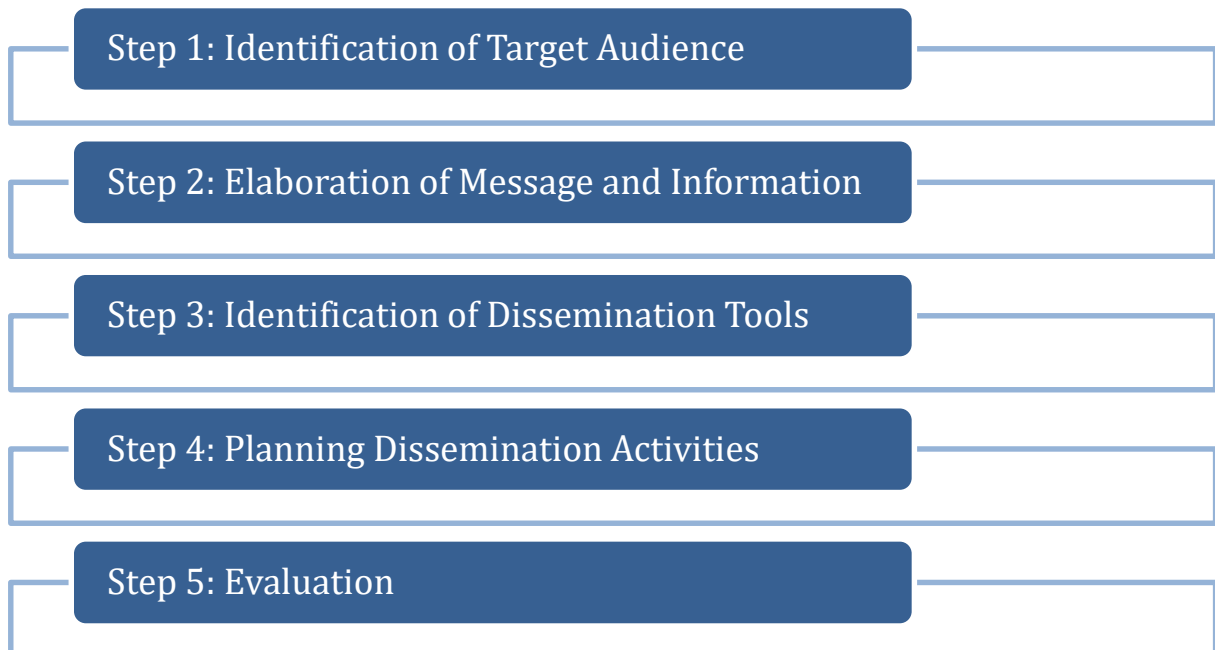 Step 1: Identification of Target Audience
Step 2: Elaboration of Message and Information
Step 3: Identification of Dissemination Tools
Step 4: Planning Dissemination Activities
Step 5: Evaluation